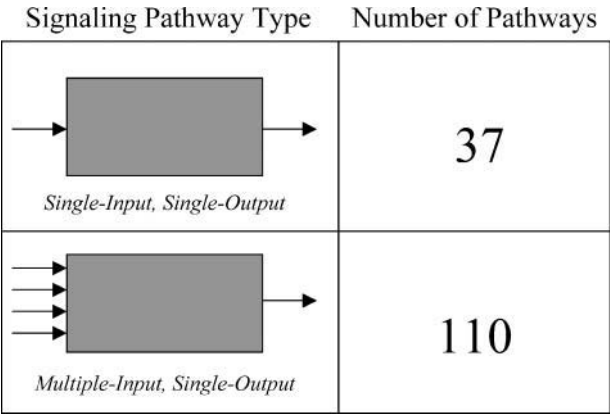 Signaling Pathway Type Number of Pathways
37
Single-Input, Single-Output
110
Multiple-Input, Single-Output